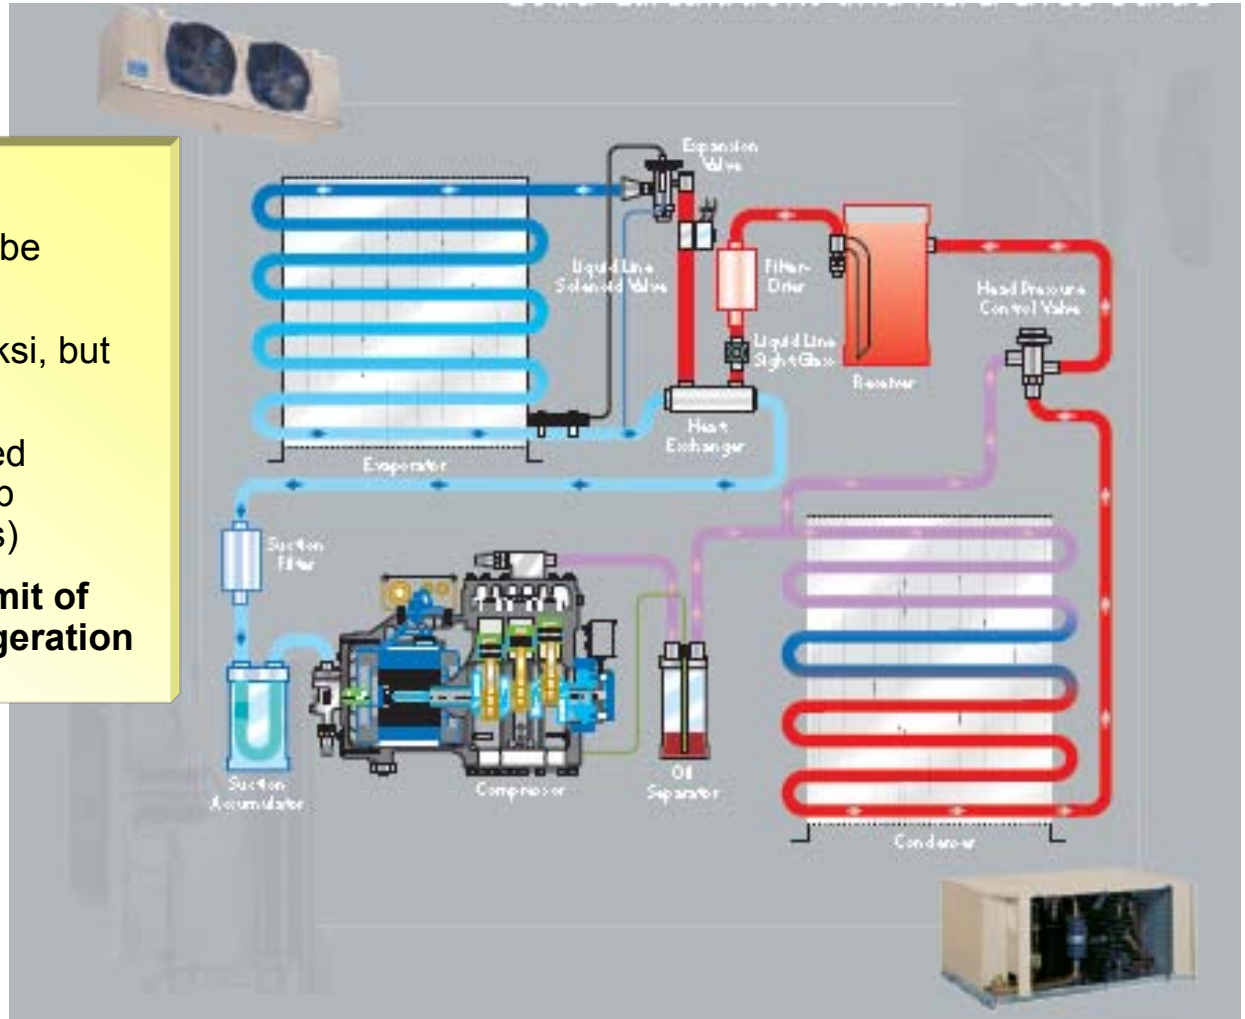 be
ksi, but
ed
o
s)
mit of
geration
Expansion
Valve
Liquid Line
Solenoid Valve
Filter-
Drier
Head Pressure
Control Valve
Liquid Line
Sight Glass
Receiver
Heat
Exchanger
Evaporator
Suction
Filter
Suction
Accumulator
Compressor
Oil
Separator
Condenser